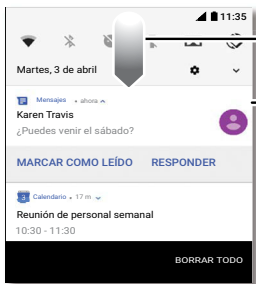 11:35
Martes, 3 de abril
Mensajes • ahora
Karen Travis
¿Puedes venir el sábado?
MARCAR COMO LEÍDO RESPONDER
3 Calendario • 17 m
Reunión de personal semanal
10:30 - 11:30
BORRAR TODO